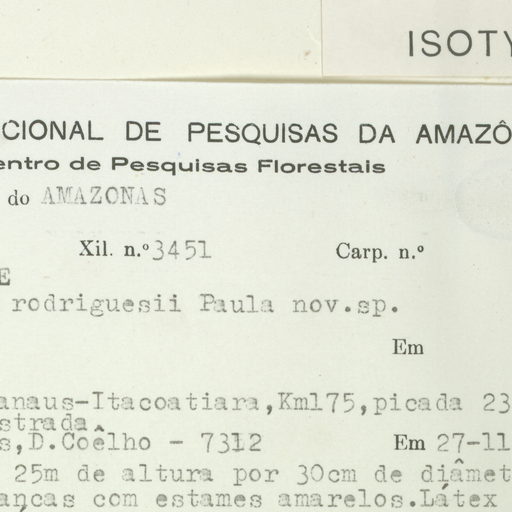 ISOTY
CIONAL DE PESQUISAS DA AMAZÔ
entro de Pesquisas Florestais
do AMAZONAS
Xil. n.º 3451 Carp. n.º
E
rodriguesii Paula nov.sp.
Em
anaus-Itacoatiara,Km175,picada 23
strada
s,D.Coêlho - 7312 Em 27-11
25m de altura por 30cm de diâmet
ancas com estames amarelos.Látex